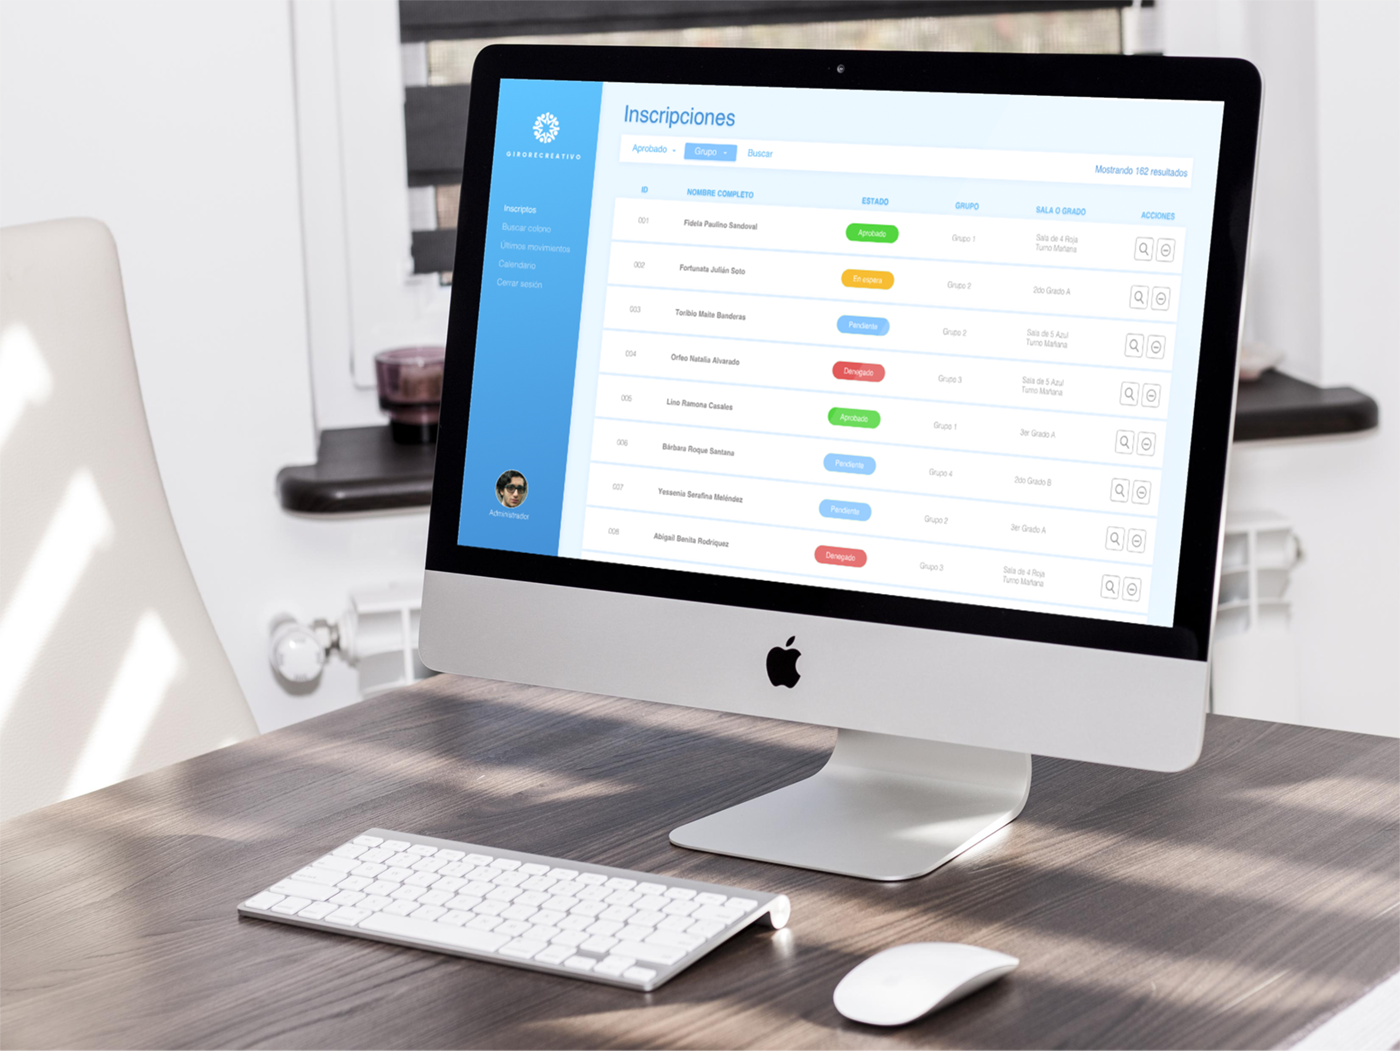 GIRORECREATIVO
Inscriptos
Buscar colono
Últimos movimientos
Calendario
Cerrar sesión
Administrador
Inscripciones
Aprobado Grupo Buscar
Mostrando 162 resultados
ID NOMBRE COMPLETO ESTADO GRUPO SALA O GRADO ACCIONES
001 Fidela Paulino Sandoval Aprobado Grupo 1 Sala de 4 Roja
Turno Mañana
002 Fortunata Julián Soto En espera Grupo 2 2do Grado A
003 Toribio Maite Banderas Pendiente Grupo 2 Sala de 5 Azul
Turno Mañana
004 Orfeo Natalia Alvarado Denegado Grupo 3 Sala de 5 Azul
Turno Mañana
005 Lino Ramona Casales Aprobado Grupo 1 3er Grado A
006 Bárbara Roque Santana Pendiente Grupo 4 2do Grado B
007 Yessenia Serafina Meléndez Pendiente Grupo 2 3er Grado A
008 Abigail Benita Rodríquez Denegado Grupo 3 Sala de 4 Roja
Turno Mañana